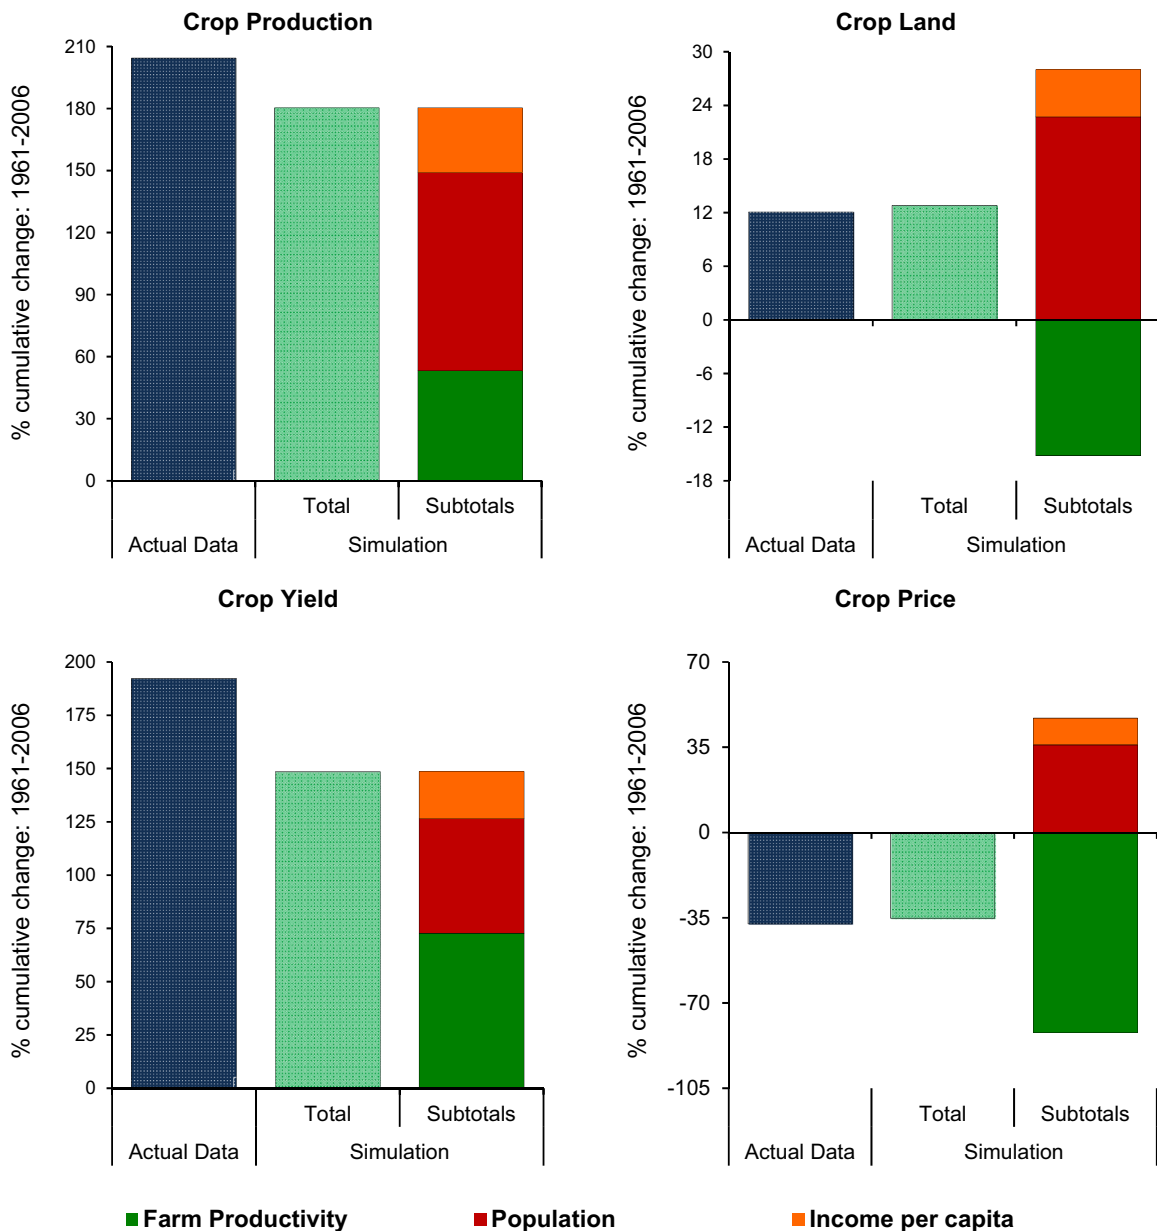 Crop Production
% cumulative change: 1961-2006
210
180
150
120
90
60
30
0
Total
Subtotals
Actual Data
Simulation
Crop Land
% cumulative change: 1961-2006
30
24
18
12
6
0
-6
-12
-18
Total
Subtotals
Actual Data
Simulation
Crop Yield
% cumulative change: 1961-2006
200
175
150
125
100
75
50
25
0
Total
Subtotals
Actual Data
Simulation
Crop Price
% cumulative change: 1961-2006
70
35
0
-35
-70
-105
Total
Subtotals
Actual Data
Simulation
Farm Productivity
Population
Income per capita